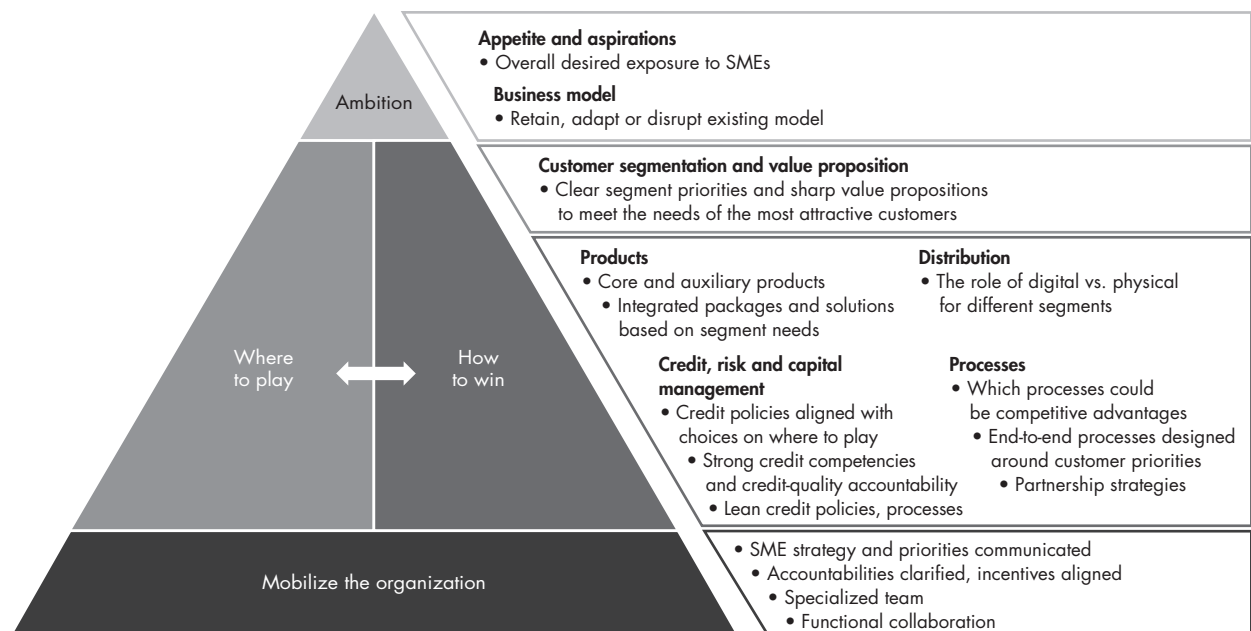 Ambition
Where
to play
How
to win
Mobilize the organization
Appetite and aspirations
• Overall desired exposure to SMEs
Business model
• Retain, adapt or disrupt existing model
Customer segmentation and value proposition
• Clear segment priorities and sharp value propositions
to meet the needs of the most attractive customers
Products
• Core and auxiliary products
• Integrated packages and solutions
based on segment needs
Distribution
• The role of digital vs. physical
for different segments
Credit, risk and capital
management
• Credit policies aligned with
choices on where to play
• Strong credit competencies
and credit-quality accountability
• Lean credit policies, processes
Processes
• Which processes could
be competitive advantages
• End-to-end processes designed
around customer priorities
• Partnership strategies
• SME strategy and priorities communicated
• Accountabilities clarified, incentives aligned
• Specialized team
• Functional collaboration